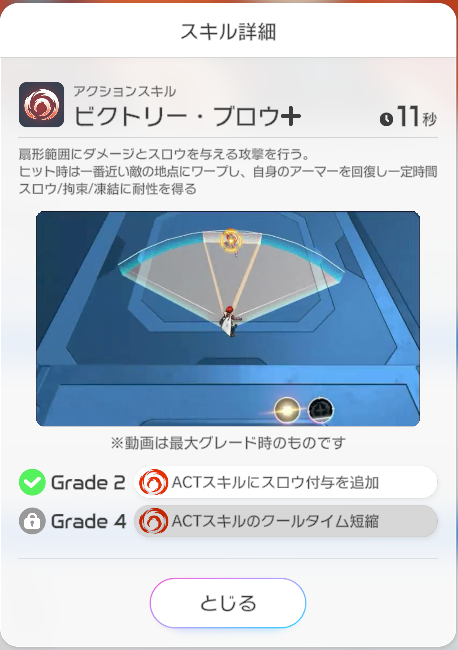 スキル詳細
アクションスキル
ビクトリー・ブロウ+
11秒
扇形範囲にダメージとスロウを与える攻撃を行う。
ヒット時は一番近い敵の地点にワープし、自身のアーマーを回復し一定時間
スロウ/拘束/凍結に耐性を得る
※動画は最大グレード時のものです
Grade 2 ACTスキルにスロウ付与を追加
Grade 4 ACTスキルのクールタイム短縮
とじる